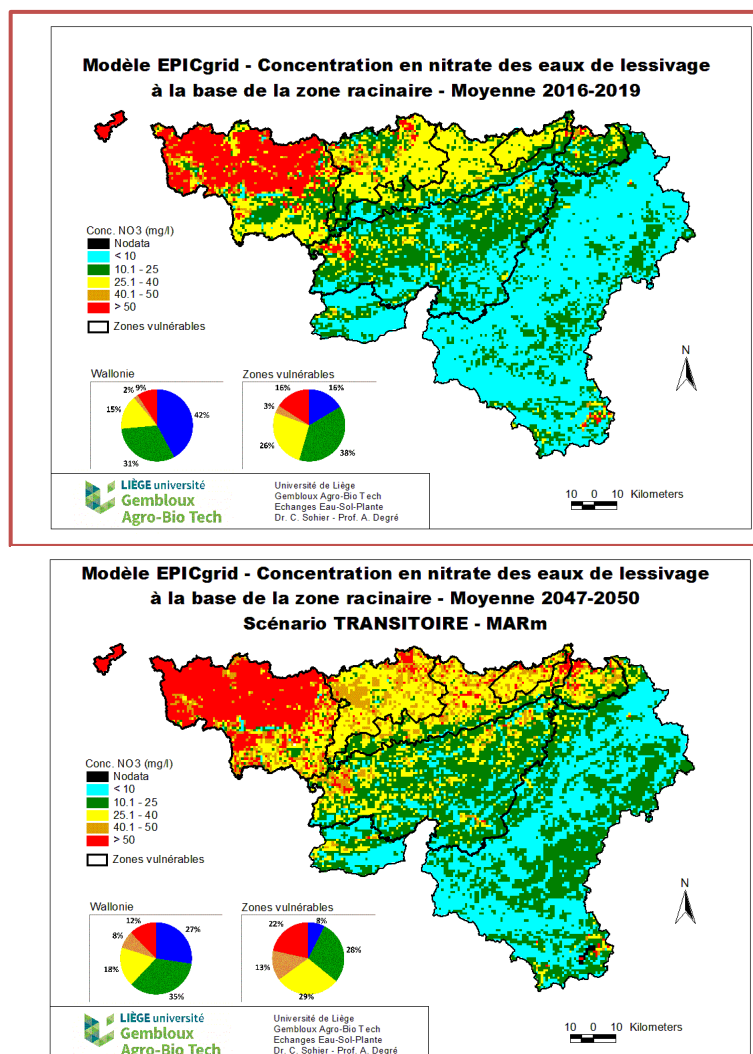 Modèle EPICgrid - Concentration en nitrate des eaux de lessivage
à la base de la zone racinaire - Moyenne 2016-2019
Conc. NO3 (mg/l)
Nodata
< 10
10.1 - 25
25.1 - 40
40.1 - 50
> 50
Zones vulnérables
N
Wallonie
2%
9%
15%
42%
31%
Zones vulnérables
16%
16%
3%
26%
38%
LIÈGE université
Gembloux
Agro-Bio Tech
Université de Liège
Gembloux Agro-Bio Tech
Echanges Eau-Sol-Plante
Dr. C. Sohier - Prof. A. Degré
10 0 10 Kilometers
Modèle EPICgrid - Concentration en nitrate des eaux de lessivage
à la base de la zone racinaire - Moyenne 2047-2050
Scénario TRANSITOIRE - MARm
Conc. NO3 (mg/l)
Nodata
< 10
10.1 - 25
25.1 - 40
40.1 - 50
> 50
Zones vulnérables
N
Wallonie
12%
27%
8%
18%
35%
Zones vulnérables
8%
22%
28%
13%
29%
LIÈGE université
Gembloux
Agro-Bio Tech
Université de Liège
Gembloux Agro-Bio Tech
Echanges Eau-Sol-Plante
Dr. C. Sohier - Prof. A. Degré
10 0 10 Kilometers